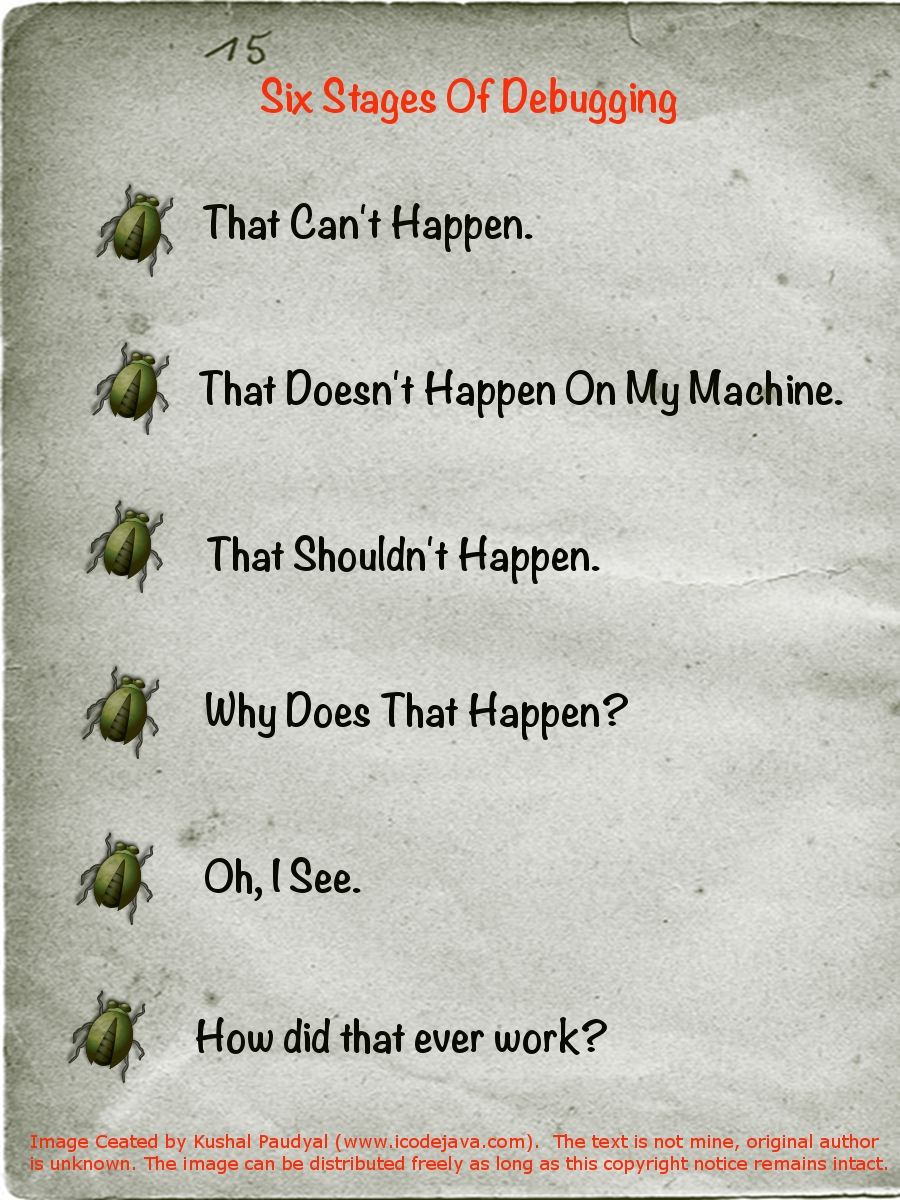 15
Six Stages Of Debugging
That Can't Happen.
That Doesn't Happen On My Machine.
That Shouldn't Happen.
Why Does That Happen?
Oh, I See.
How did that ever work?
Image Ceated by Kushal Paudyal (www.icodejava.com).  The text is not mine, original author
is unknown. The image can be distributed freely as long as this copyright notice remains intact.